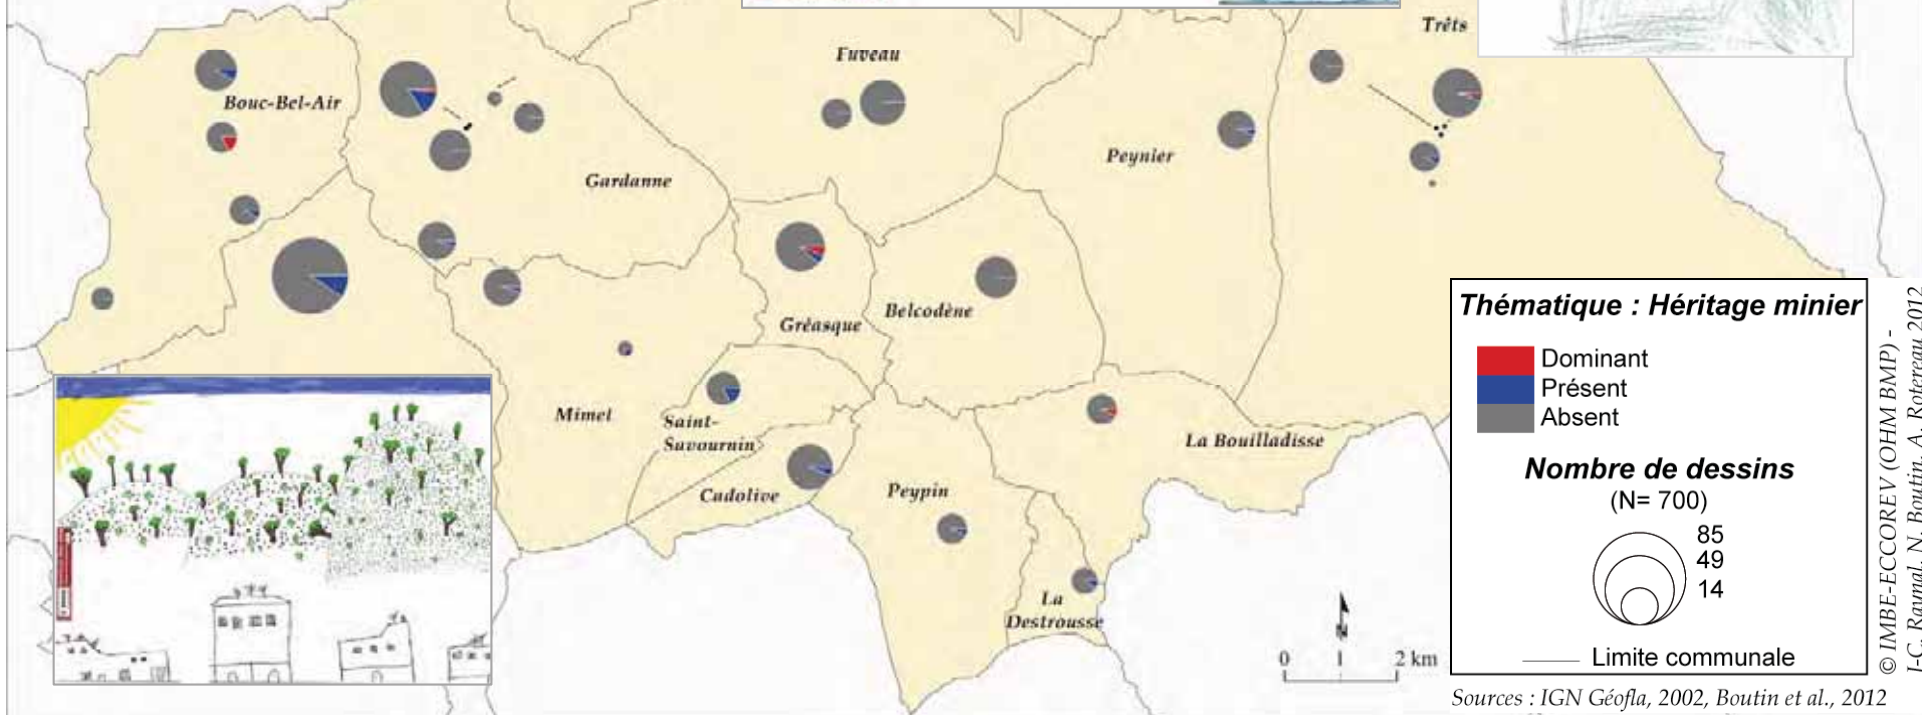 Trêts
Fuveau
Bouc-Bel-Air
Peynier
Gardanne
Belcodène
Gréasque
Mimet
Saint-
Savournin
La Bouilladisse
Cadolive
Peypin
La
Destrousse
N
0 1 2 km
Thématique : Héritage minier
Dominant
Présent
Absent
Nombre de dessins
(N= 700)
85
49
14
Limite communale
Sources : IGN Géofla, 2002, Boutin et al., 2012
© IMBE-ECCOREV (OHM BMP) -
J-C. Raynal, N. Boutin, A. Rotereau 2012